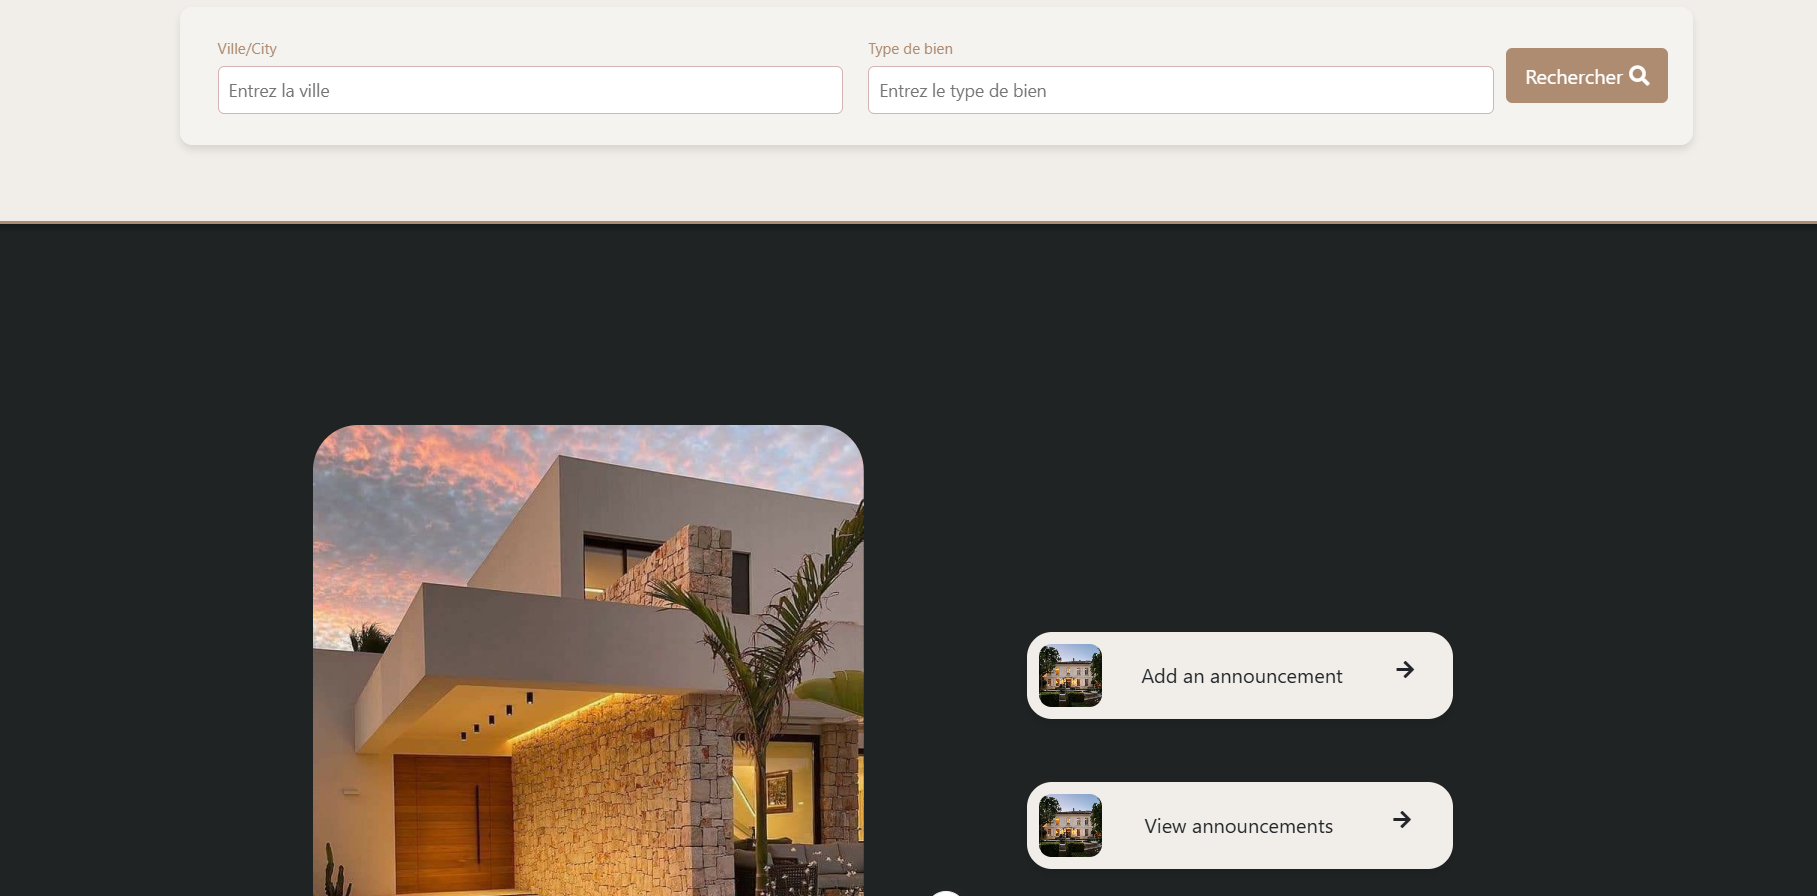 Ville/City
Type de bien
Entrez la ville
Entrez le type de bien
Rechercher
Add an announcement
View announcements